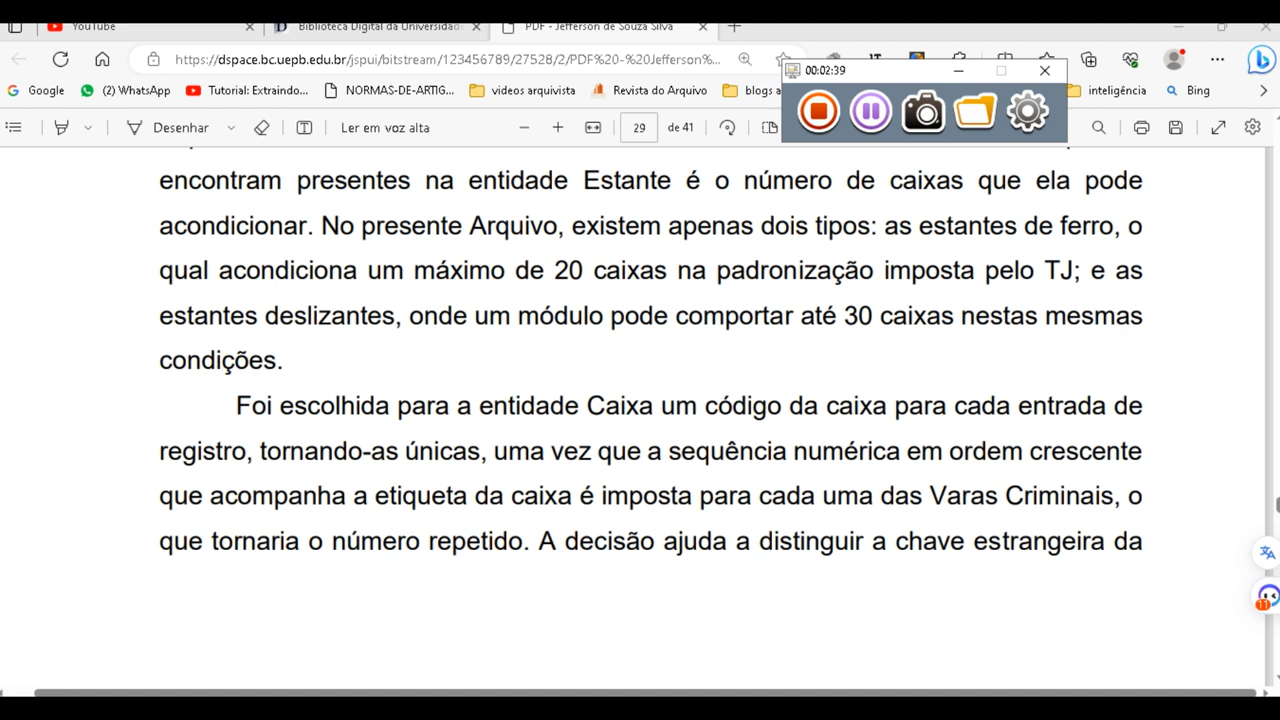 YouTube
Biblioteca Digital da Universidad
PDF - Jefferson de Souza Silva
https://dspace.bc.uepb.edu.br/jspui/bitstream/123456789/27528/2/PDF%20-%20Jefferson%...
00:02:39
Google
(2) WhatsApp
Tutorial: Extraindo...
NORMAS-DE-ARTIG...
videos arquivista
Revista do Arquivo
blogs a
inteligência
Bing
Desenhar
Ler em voz alta
29
de 41
encontram presentes na entidade Estante é o número de caixas que ela pode
acondicionar. No presente Arquivo, existem apenas dois tipos: as estantes de ferro, o
qual acondiciona um máximo de 20 caixas na padronização imposta pelo TJ; e as
estantes deslizantes, onde um módulo pode comportar até 30 caixas nestas mesmas
condições.
Foi escolhida para a entidade Caixa um código da caixa para cada entrada de
registro, tornando-as únicas, uma vez que a sequência numérica em ordem crescente
que acompanha a etiqueta da caixa é imposta para cada uma das Varas Criminais, o
que tornaria o número repetido. A decisão ajuda a distinguir a chave estrangeira da
11